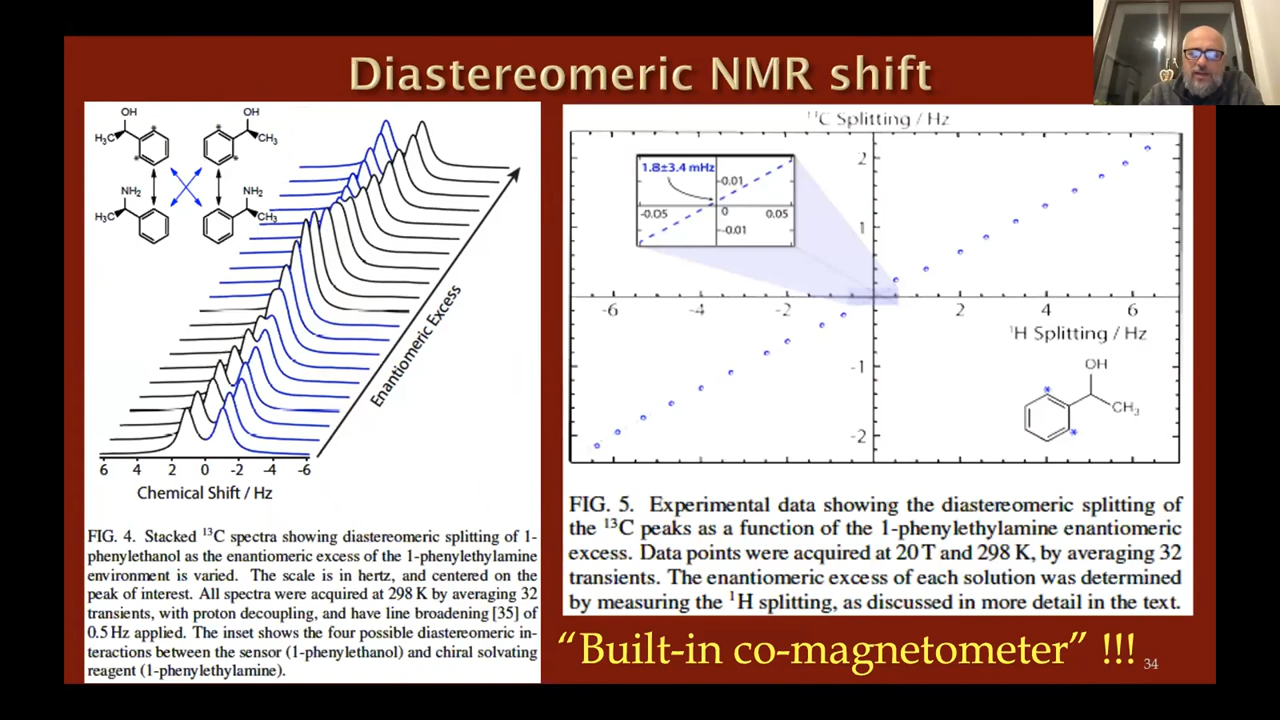 Diastereomeric NMR shift
OH
OH
H₃C
CH₃
NH₂
NH₂
H₃C
CH₃
Enantiomeric Excess
6 4 2 0 -2 -4 -6
Chemical Shift / Hz
FIG. 4. Stacked ¹³C spectra showing diastereomeric splitting of 1-
phenylethanol as the enantiomeric excess of the 1-phenylethylamine
environment is varied. The scale is in hertz, and centered on the
peak of interest. All spectra were acquired at 298 K by averaging 32
transients, with proton decoupling, and have line broadening [35] of
0.5 Hz applied. The inset shows the four possible diastereomeric in-
teractions between the sensor (1-phenylethanol) and chiral solvating
reagent (1-phenylethylamine).
¹³C Splitting / Hz
2
1.8±3.4 mHz
0.01
-0.05 0 0.05
-0.01
1
-6 -4 -2 2 4 6
¹H Splitting / Hz
-1
OH
CH₃
-2
FIG. 5. Experimental data showing the diastereomeric splitting of
the ¹³C peaks as a function of the 1-phenylethylamine enantiomeric
excess. Data points were acquired at 20 T and 298 K, by averaging 32
transients. The enantiomeric excess of each solution was determined
by measuring the ¹H splitting, as discussed in more detail in the text.
“Built-in co-magnetometer” !!!
34